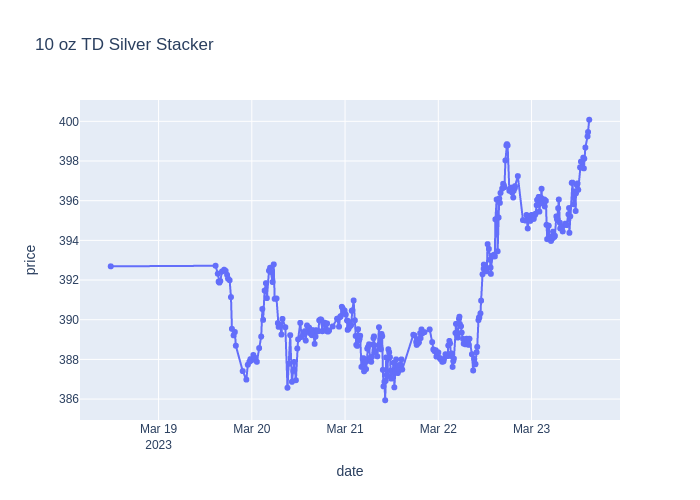 10 oz TD Silver Stacker
400
398
396
394
392
390
388
386
price
Mar 19
2023
Mar 20
Mar 21
Mar 22
Mar 23
date